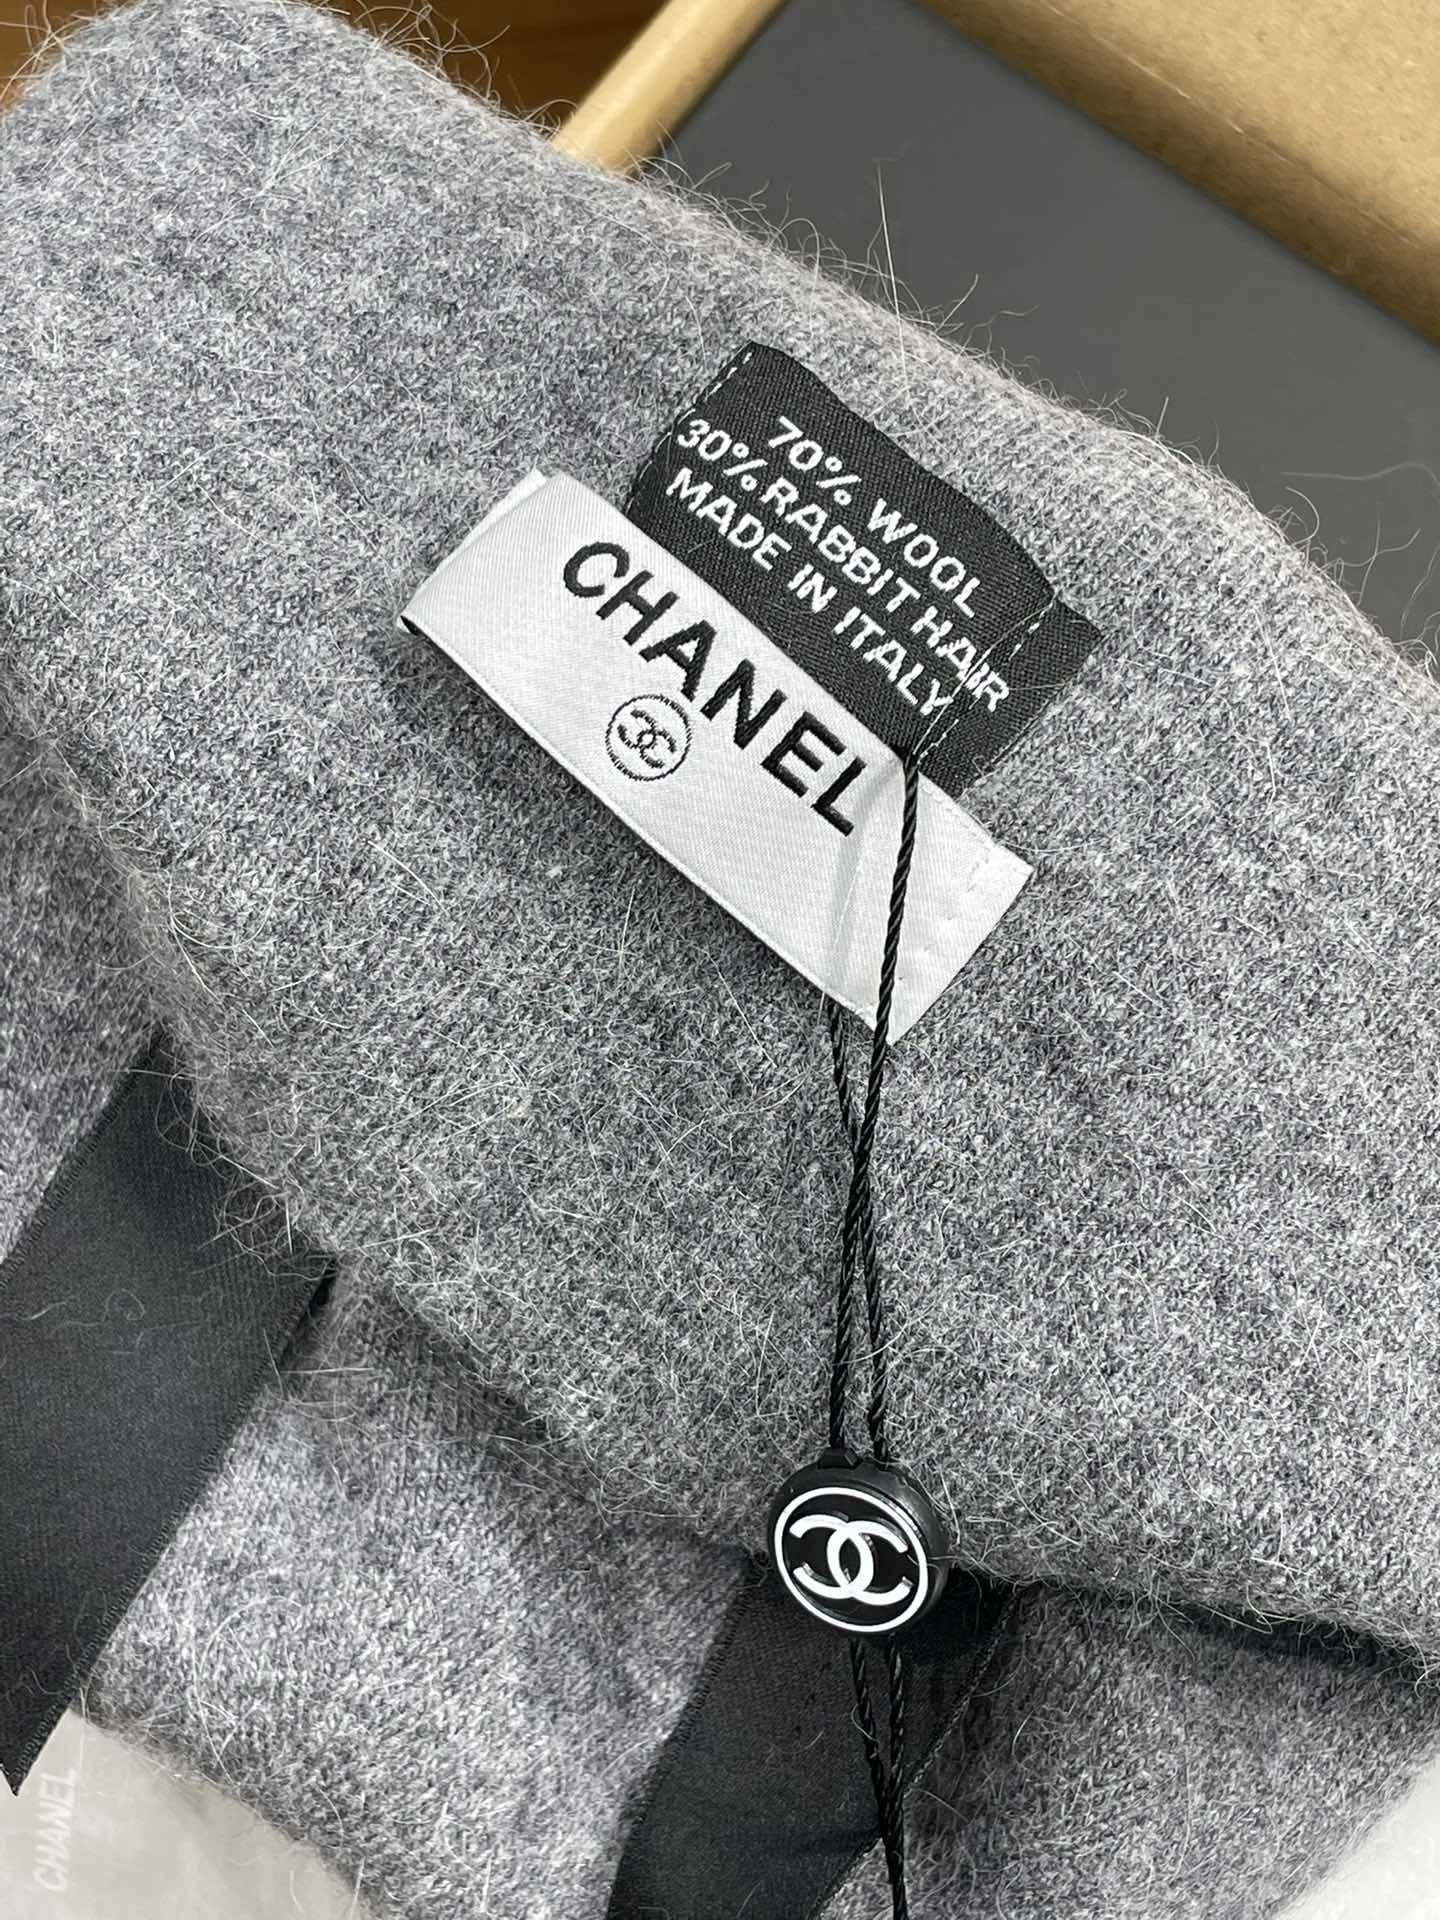 70% WOOL
30% RABBIT HAIR
MADE IN ITALY
CHANEL
CHANEL